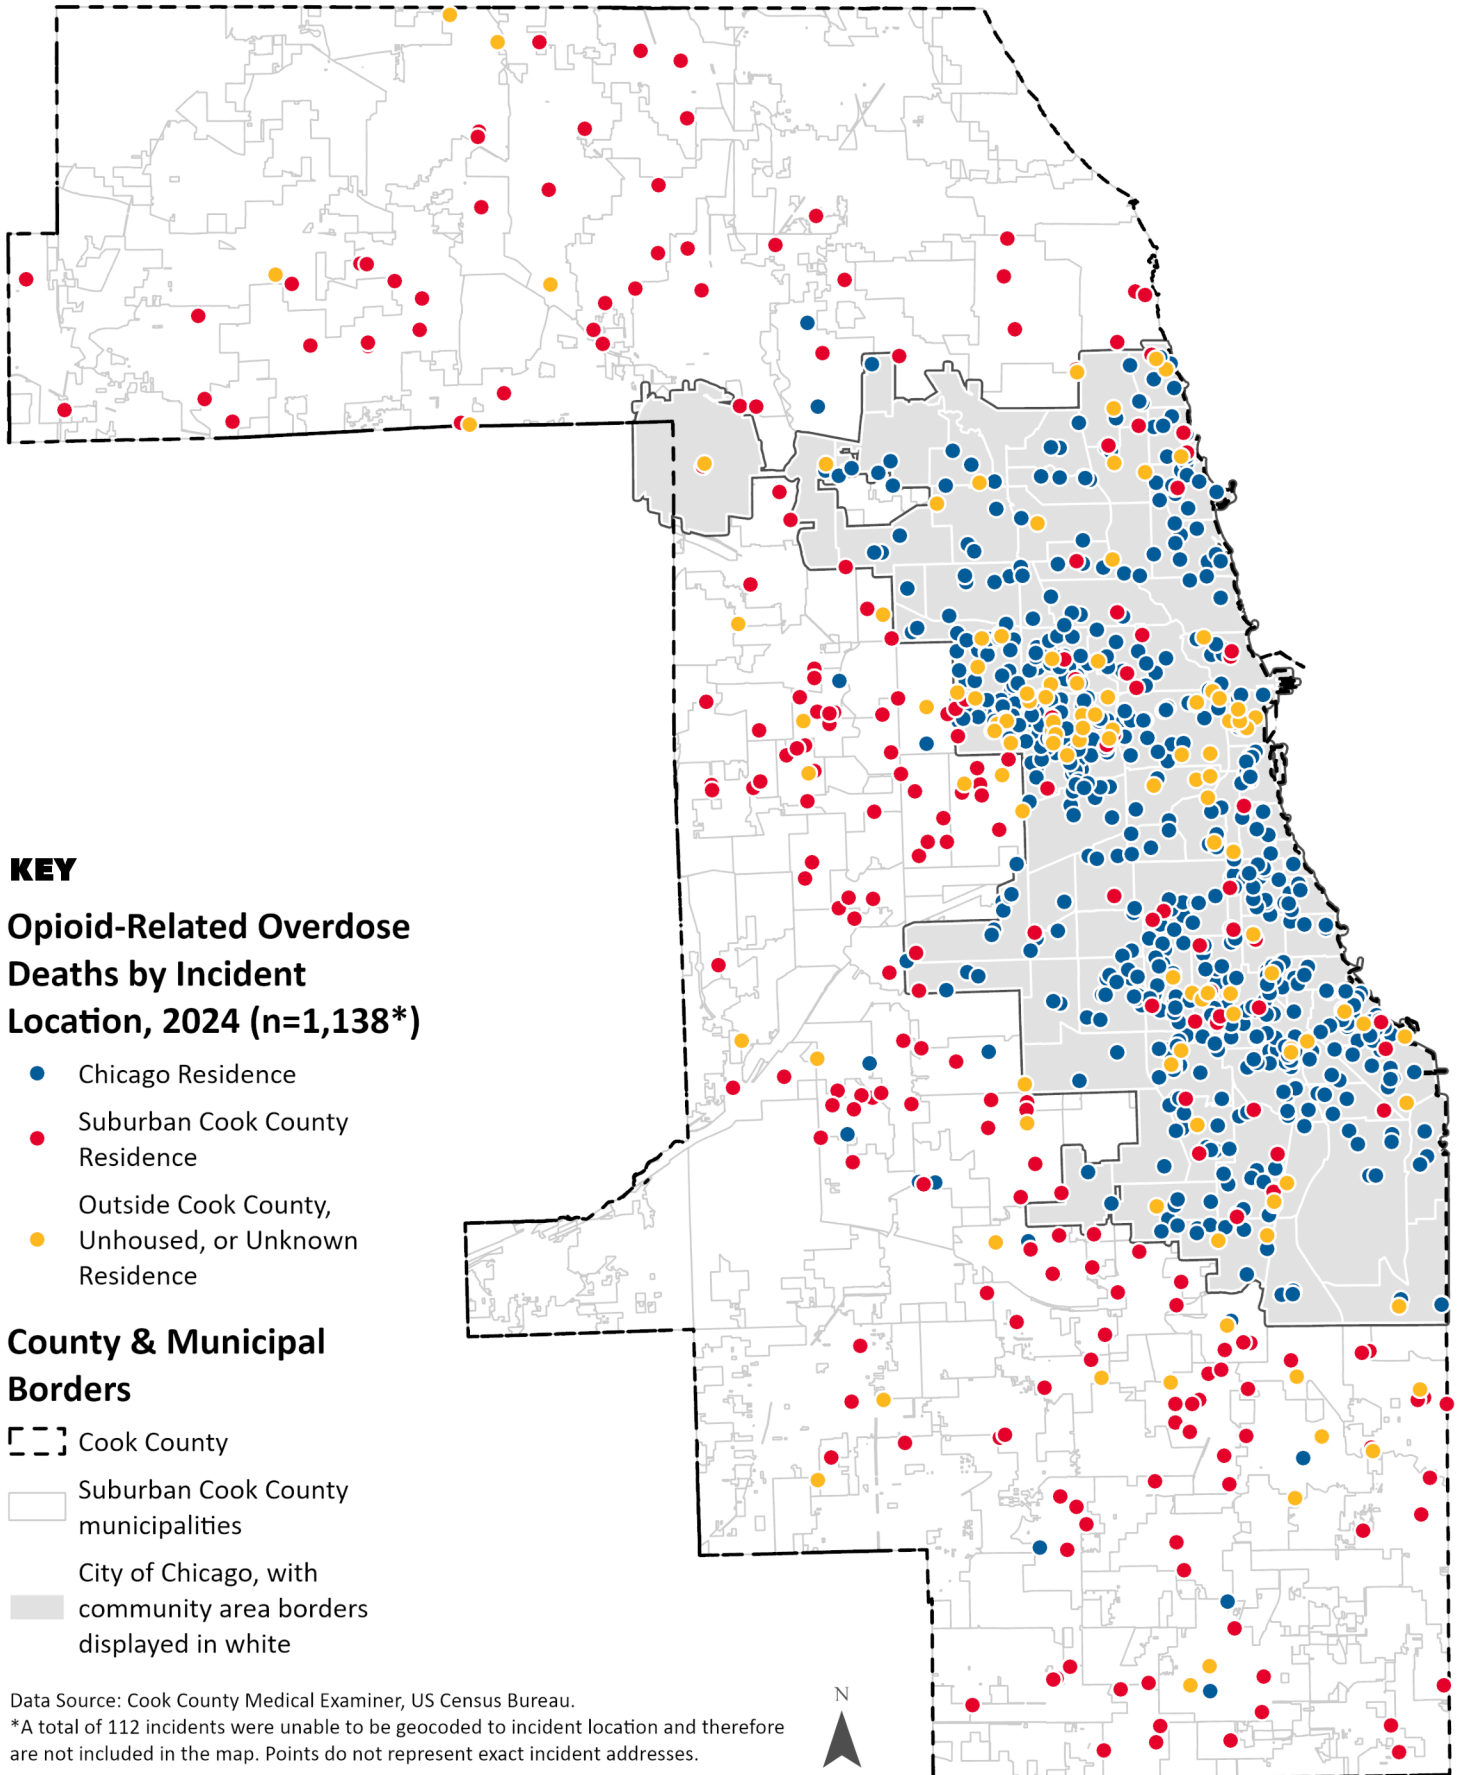 KEY
Opioid-Related Overdose
Deaths by Incident
Location, 2024 (n=1,138*)
Chicago Residence
Suburban Cook County
Residence
Outside Cook County,
Unhoused, or Unknown
Residence
County & Municipal
Borders
Cook County
Suburban Cook County
municipalities
City of Chicago, with
community area borders
displayed in white
Data Source: Cook County Medical Examiner, US Census Bureau.
*A total of 112 incidents were unable to be geocoded to incident location and therefore
are not included in the map. Points do not represent exact incident addresses.
N